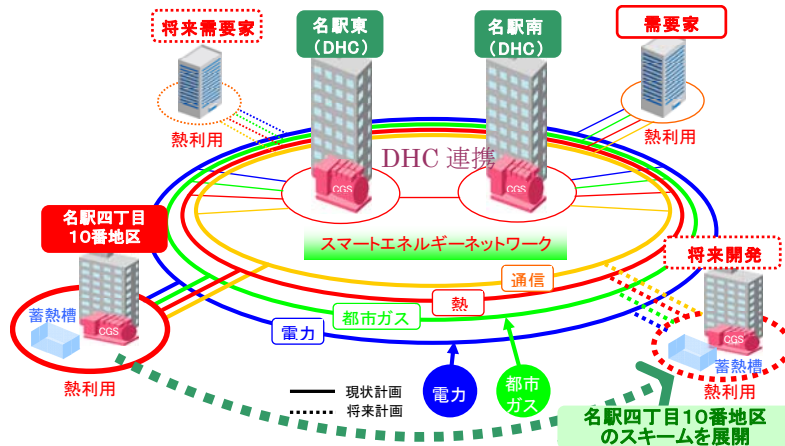 将来需要家
名駅東
(DHC)
名駅南
(DHC)
需要家
熱利用
熱利用
DHC 連携
CGS
CGS
名駅四丁目
10番地区
スマートエネルギーネットワーク
将来開発
通信
熱
都市ガス
電力
蓄熱槽
CGS
熱利用
CGS
蓄熱槽
熱利用
現状計画
将来計画
電力
都市
ガス
名駅四丁目10番地区
のスキームを展開